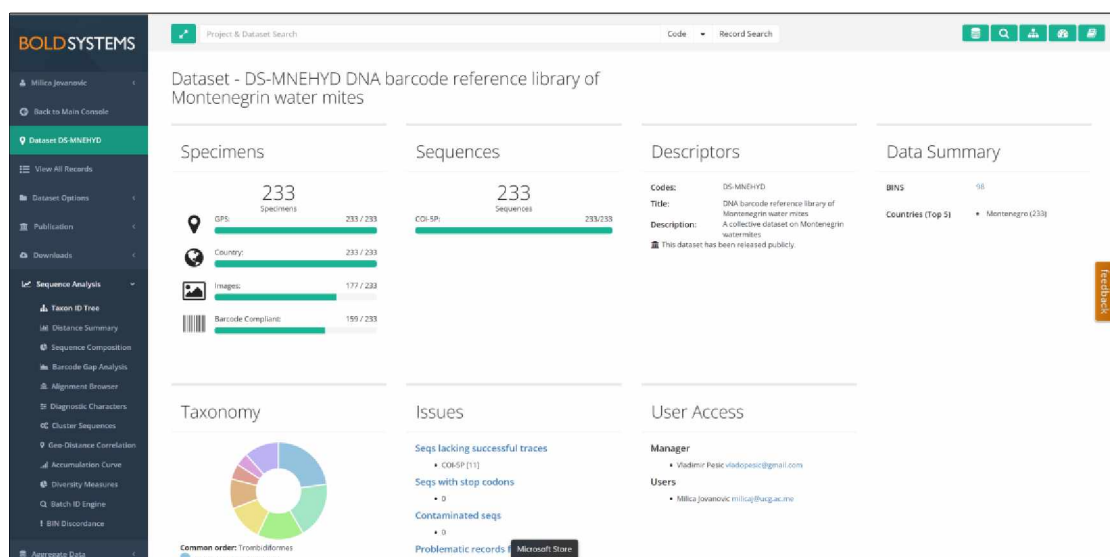 BOLDSYSTEMS
Milica Jovanovic
Back to Main Console
Dataset DS-MNEHYD
View All Records
Dataset Options
Publication
Downloads
Sequence Analysis
Taxon ID Tree
Distance Summary
Sequence Composition
Barcode Gap Analysis
Alignment Browser
Diagnostic Characters
Cluster Sequences
Geo-Distance Correlation
Accumulation Curve
Diversity Measures
Batch ID Engine
BIN Discordance
Aggregate Data
Project & Dataset Search
Code
Record Search
Dataset - DS-MNEHYD DNA barcode reference library of
Montenegrin water mites
Specimens
233
Specimens
GPS: 233 / 233
Country: 233 / 233
Images: 177 / 233
Barcode Compliant: 159 / 233
Sequences
233
Sequences
COI-5P: 233/233
Descriptors
Codes: DS-MNEHYD
Title: DNA barcode reference library of
Montenegrin water mites
Description: A collective dataset on Montenegrin
watermites
This dataset has been released publicly.
Data Summary
BINS 98
Countries (Top 5) • Montenegro (233)
feedback
Taxonomy
Common order: Trombidiformes
Issues
Seqs lacking successful traces
• COI-5P [11]
Seqs with stop codons
• 0
Contaminated seqs
• 0
Problematic records
Microsoft Store
User Access
Manager
• Vladimir Pesic vladopesic@gmail.com
Users
• Milica Jovanovic milicaj@ucg.ac.me